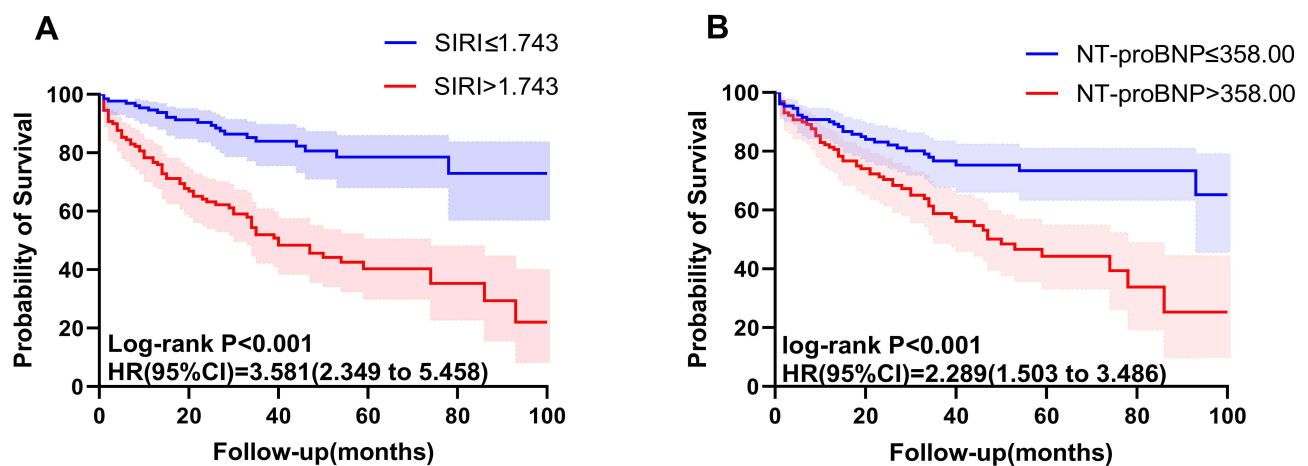 A
SIRI≤1.743
SIRI>1.743
Probability of Survival
100
80
60
40
20
0
Log-rank P<0.001
HR(95%CI)=3.581(2.349 to 5.458)
0 20 40 60 80 100
Follow-up(months)
B
NT-proBNP≤358.00
NT-proBNP>358.00
Probability of Survival
100
80
60
40
20
0
log-rank P<0.001
HR(95%CI)=2.289(1.503 to 3.486)
0 20 40 60 80 100
Follow-up(months)